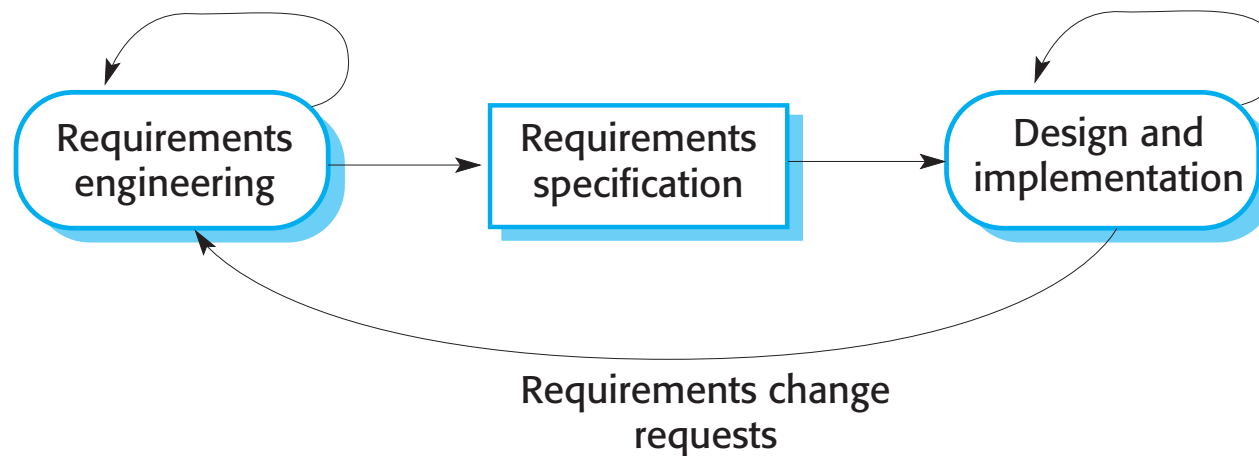 Requirements
engineering
Requirements
specification
Design and
implementation
Requirements change
requests